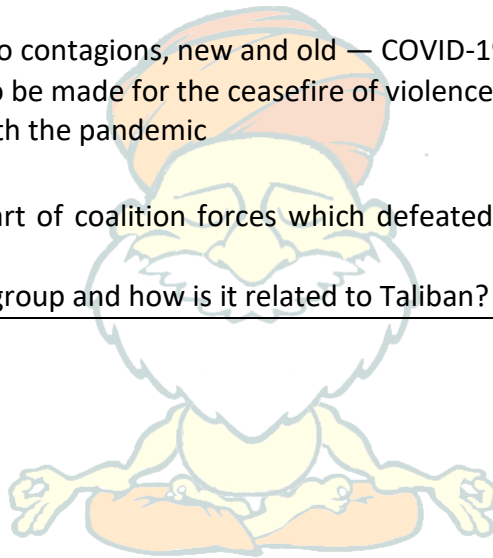 o contagions, new and old — COVID-19
o be made for the ceasefire of violence
th the pandemic
art of coalition forces which defeated
group and how is it related to Taliban?